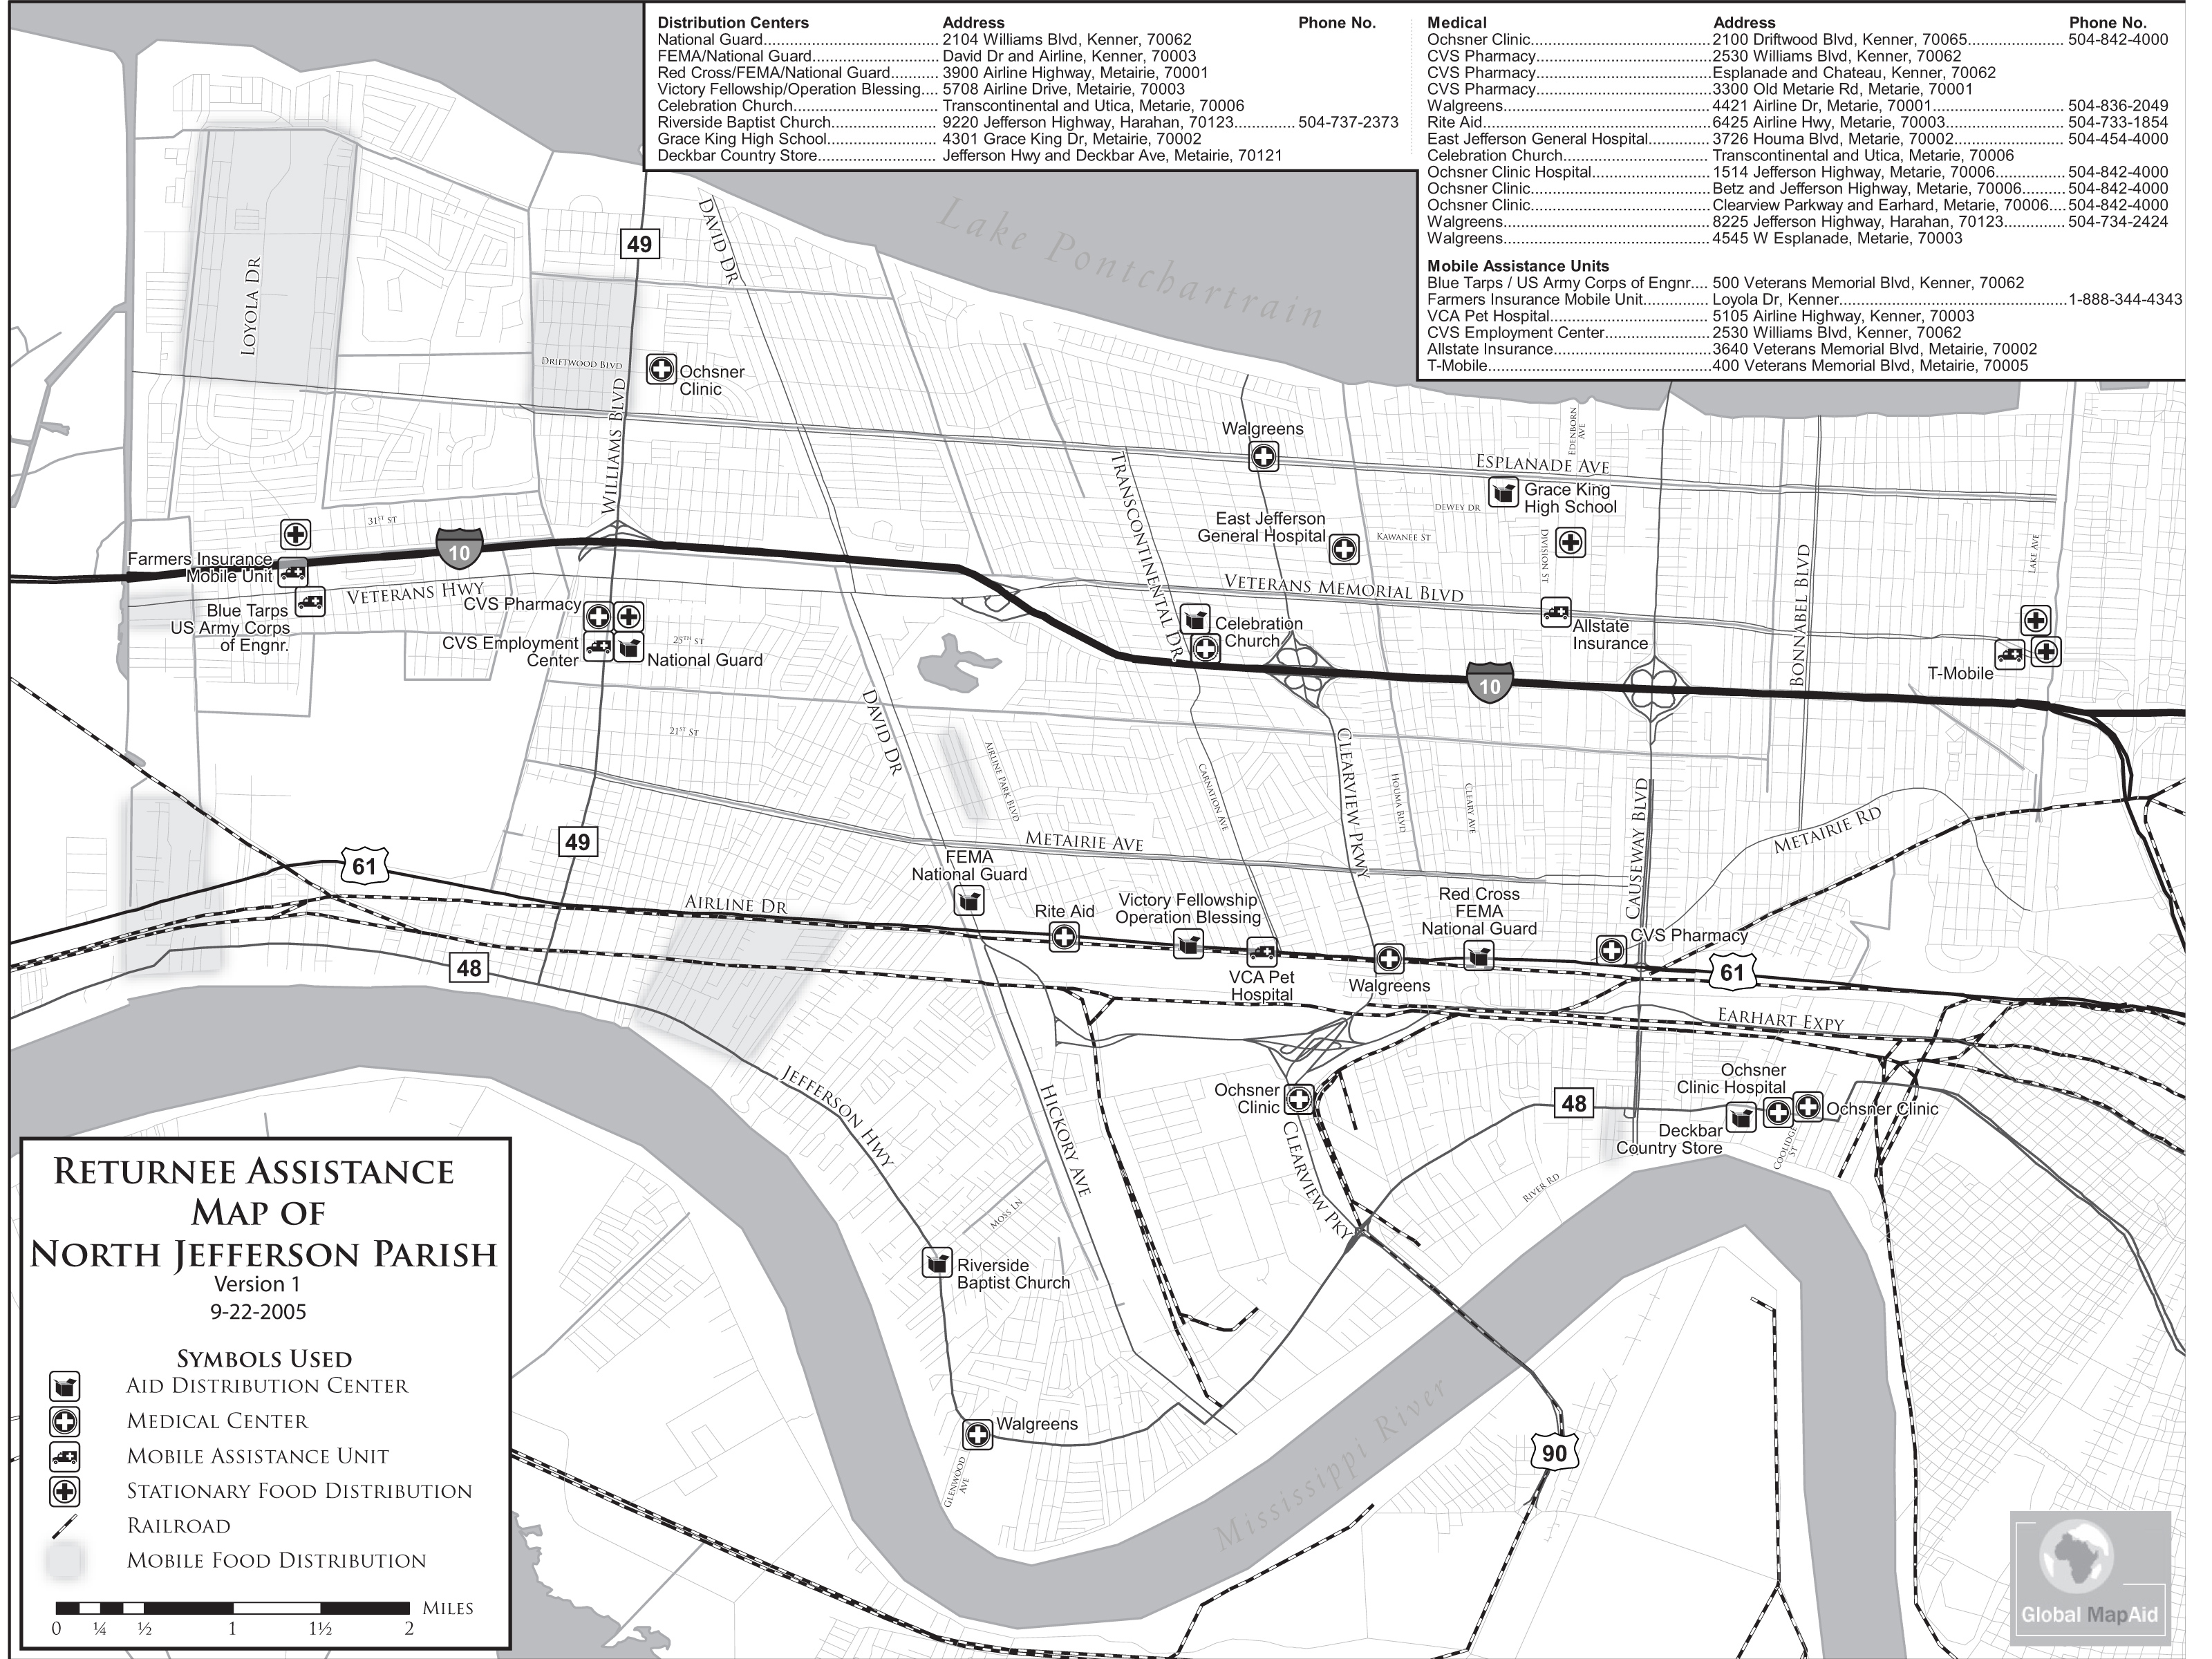 Distribution Centers Address Phone No.
National Guard........................................ 2104 Williams Blvd, Kenner, 70062
FEMA/National Guard............................. David Dr and Airline, Kenner, 70003
Red Cross/FEMA/National Guard........... 3900 Airline Highway, Metairie, 70001
Victory Fellowship/Operation Blessing.... 5708 Airline Drive, Metairie, 70003
Celebration Church................................. Transcontinental and Utica, Metarie, 70006
Riverside Baptist Church........................ 9220 Jefferson Highway, Harahan, 70123.............. 504-737-2373
Grace King High School......................... 4301 Grace King Dr, Metairie, 70002
Deckbar Country Store........................... Jefferson Hwy and Deckbar Ave, Metairie, 70121
Medical Address Phone No.
Ochsner Clinic......................................... 2100 Driftwood Blvd, Kenner, 70065...................... 504-842-4000
CVS Pharmacy........................................2530 Williams Blvd, Kenner, 70062
CVS Pharmacy........................................Esplanade and Chateau, Kenner, 70062
CVS Pharmacy........................................3300 Old Metarie Rd, Metarie, 70001
Walgreens............................................... 4421 Airline Dr, Metarie, 70001............................... 504-836-2049
Rite Aid.................................................... 6425 Airline Hwy, Metarie, 70003............................ 504-733-1854
East Jefferson General Hospital.............. 3726 Houma Blvd, Metarie, 70002......................... 504-454-4000
Celebration Church................................. Transcontinental and Utica, Metarie, 70006
Ochsner Clinic Hospital........................... 1514 Jefferson Highway, Metarie, 70006................ 504-842-4000
Ochsner Clinic......................................... Betz and Jefferson Highway, Metarie, 70006.......... 504-842-4000
Ochsner Clinic......................................... Clearview Parkway and Earhard, Metarie, 70006.... 504-842-4000
Walgreens............................................... 8225 Jefferson Highway, Harahan, 70123.............. 504-734-2424
Walgreens............................................... 4545 W Esplanade, Metarie, 70003
Mobile Assistance Units
Blue Tarps / US Army Corps of Engnr.... 500 Veterans Memorial Blvd, Kenner, 70062
Farmers Insurance Mobile Unit............... Loyola Dr, Kenner.....................................................1-888-344-4343
VCA Pet Hospital..................................... 5105 Airline Highway, Kenner, 70003
CVS Employment Center........................ 2530 Williams Blvd, Kenner, 70062
Allstate Insurance....................................3640 Veterans Memorial Blvd, Metairie, 70002
T-Mobile...................................................400 Veterans Memorial Blvd, Metairie, 70005
Lake Pontchartrain
DAVID DR
49
LOYOLA DR
DRIFTWOOD BLVD
Ochsner
Clinic
WILLIAMS BLVD
Walgreens
EDENBORN
AVE
ESPLANADE AVE
TRANSCONTINENTAL DR
Grace King
High School
DEWEY DR
31ST ST
East Jefferson
General Hospital
KAWANEE ST
DIVISION ST
LAKE AVE
10
Farmers Insurance
Mobile Unit
VETERANS HWY
VETERANS MEMORIAL BLVD
BONNABEL BLVD
Blue Tarps
US Army Corps
of Engnr.
CVS Pharmacy
CVS Employment
Center
25TH ST
National Guard
Celebration
Church
Allstate
Insurance
T-Mobile
10
DAVID DR
21ST ST
AIRLINE PARK BLVD
CARNATION AVE
CLEARVIEW PKWY
HOUMA BLVD
CLEARY AVE
CAUSEWAY BLVD
METAIRIE RD
49
METAIRIE AVE
61
FEMA
National Guard
AIRLINE DR
Rite Aid
Victory Fellowship
Operation Blessing
Red Cross
FEMA
National Guard
CVS Pharmacy
48
VCA Pet
Hospital
Walgreens
61
EARHART EXPY
JEFFERSON HWY
HICKORY AVE
Ochsner
Clinic
48
Ochsner
Clinic Hospital
Ochsner Clinic
Deckbar
Country Store
COOLIDGE
ST
CLEARVIEW PKY
RIVER RD
MOSS LN
Riverside
Baptist Church
Walgreens
GLENWOOD
AVE
Mississippi River
90
RETURNEE ASSISTANCE
MAP OF
NORTH JEFFERSON PARISH
Version 1
9-22-2005
SYMBOLS USED
AID DISTRIBUTION CENTER
MEDICAL CENTER
MOBILE ASSISTANCE UNIT
STATIONARY FOOD DISTRIBUTION
RAILROAD
MOBILE FOOD DISTRIBUTION
MILES
0 ¼ ½ 1 1½ 2
Global MapAid